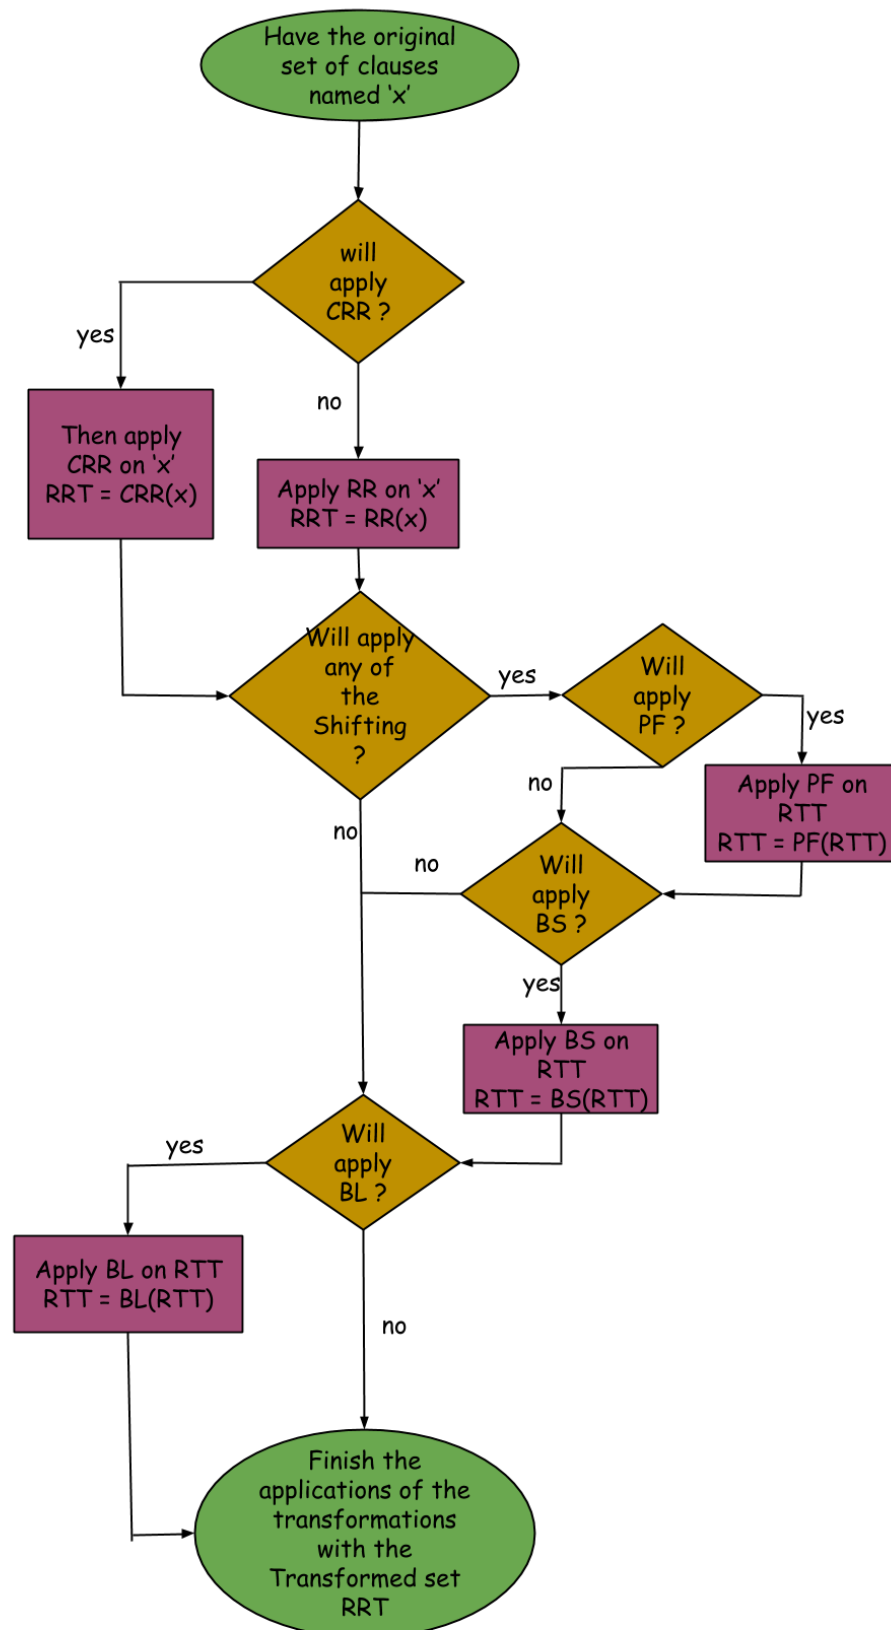 Have the original
set of clauses
named ‘x’
will
apply
CRR ?
yes
no
Then apply
CRR on ‘x’
RRT = CRR(x)
Apply RR on ‘x’
RRT = RR(x)
Will apply
any of
the
Shifting
?
yes
Will
apply
PF ?
yes
no
Apply PF on
RTT
RTT = PF(RTT)
no
no
Will
apply
BS ?
yes
Apply BS on
RTT
RTT = BS(RTT)
Will
apply
BL ?
yes
Apply BL on RTT
RTT = BL(RTT)
no
Finish the
applications of the
transformations
with the
Transformed set
RRT